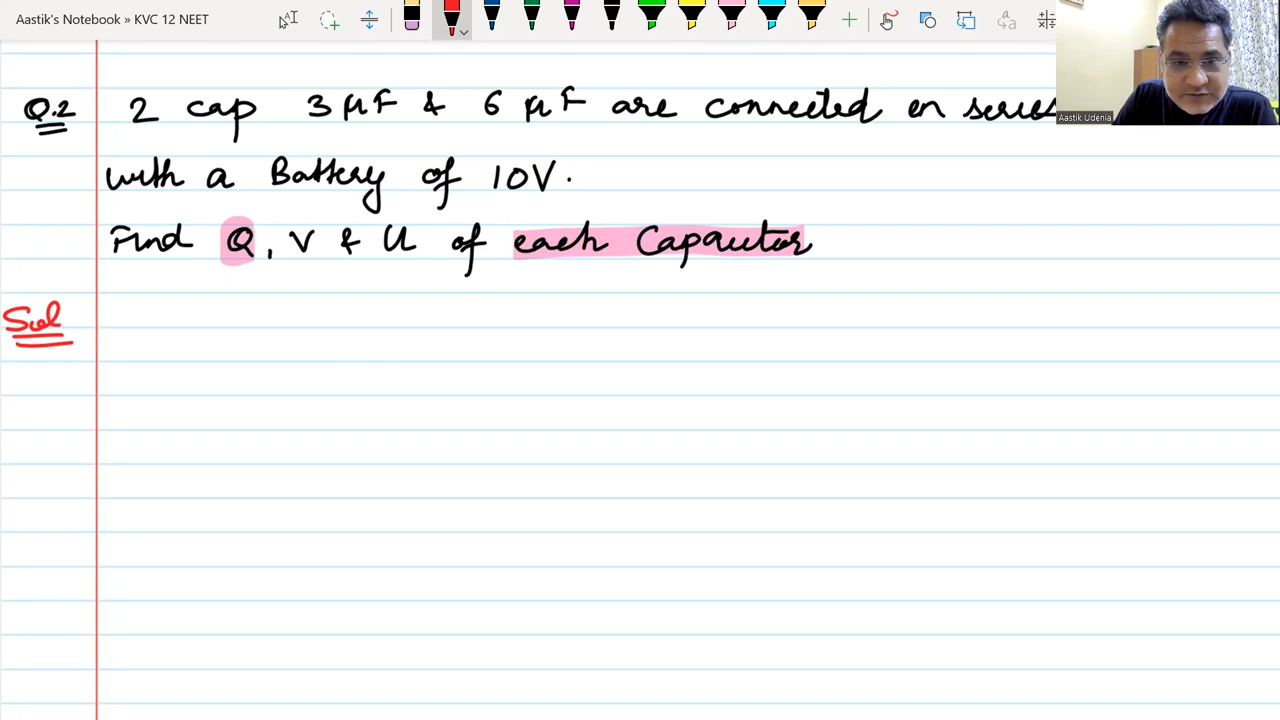 Aastik's Notebook » KVC 12 NEET
Q.2 2 cap 3 μF & 6 μF are connected in series
Aastik Udenia
with a Battery of 10V.
Find Q, V & U of each Capacitor
Sol